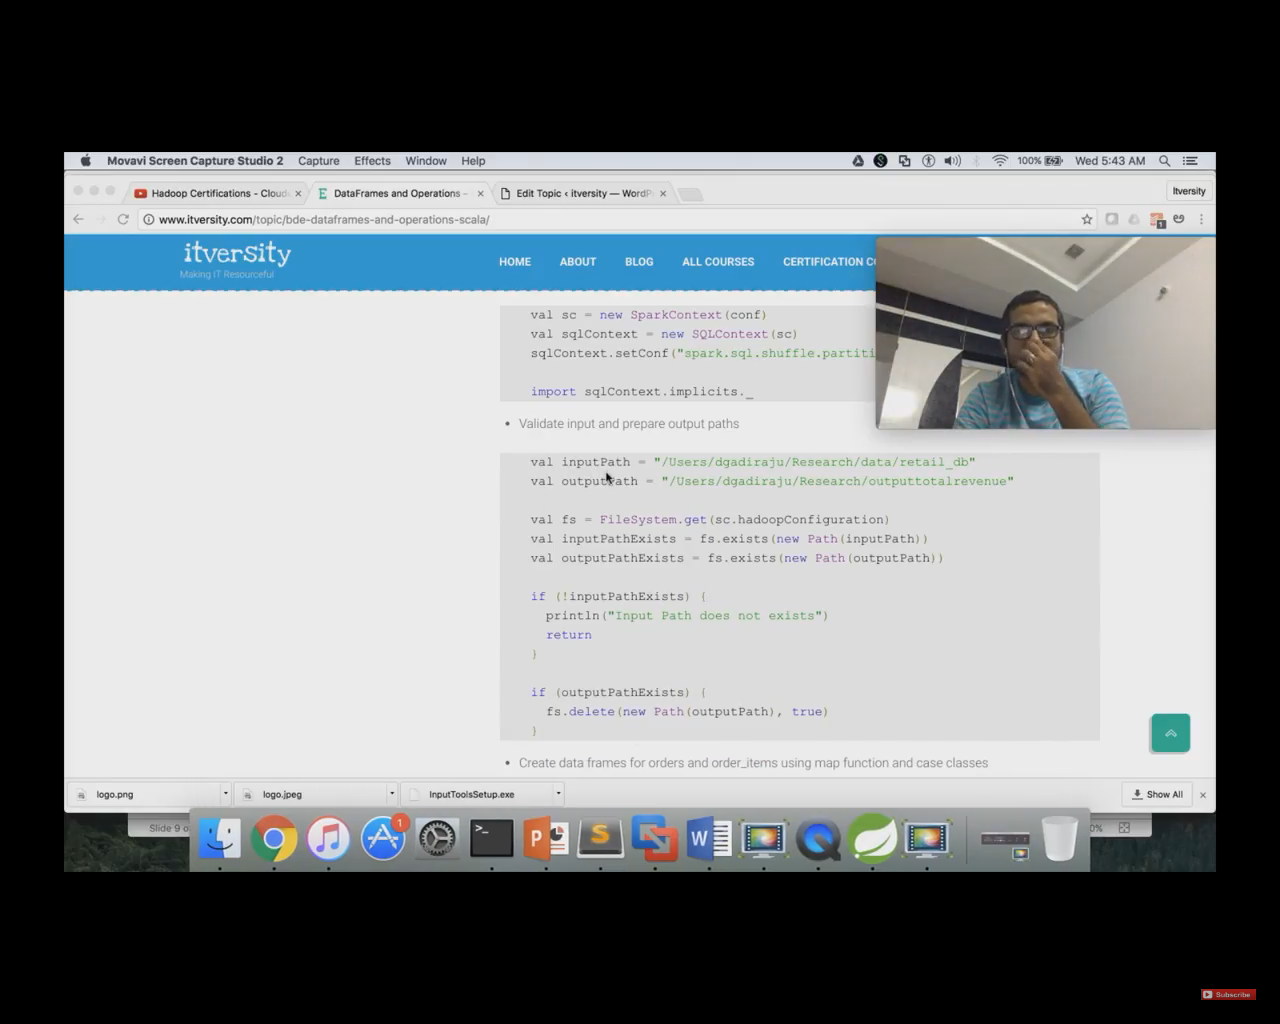 Movavi Screen Capture Studio 2 Capture Effects Window Help 100% Wed 5:43 AM
Hadoop Certifications - Cloud × DataFrames and Operations - × Edit Topic ‹ itversity — WordP × Itversity
www.itversity.com/topic/bde-dataframes-and-operations-scala/
itversity
Making IT Resourceful
HOME ABOUT BLOG ALL COURSES CERTIFICATION CO
val sc = new SparkContext(conf)
val sqlContext = new SQLContext(sc)
sqlContext.setConf("spark.sql.shuffle.partiti
import sqlContext.implicits._
• Validate input and prepare output paths
val inputPath = "/Users/dgadiraju/Research/data/retail_db"
val outputPath = "/Users/dgadiraju/Research/outputtotalrevenue"
val fs = FileSystem.get(sc.hadoopConfiguration)
val inputPathExists = fs.exists(new Path(inputPath))
val outputPathExists = fs.exists(new Path(outputPath))
if (!inputPathExists) {
println("Input Path does not exists")
return
}
if (outputPathExists) {
fs.delete(new Path(outputPath), true)
}
• Create data frames for orders and order_items using map function and case classes
logo.png logo.jpeg InputToolsSetup.exe Show All ×
Slide 9 o 0%
1
>_ P S W
Subscribe